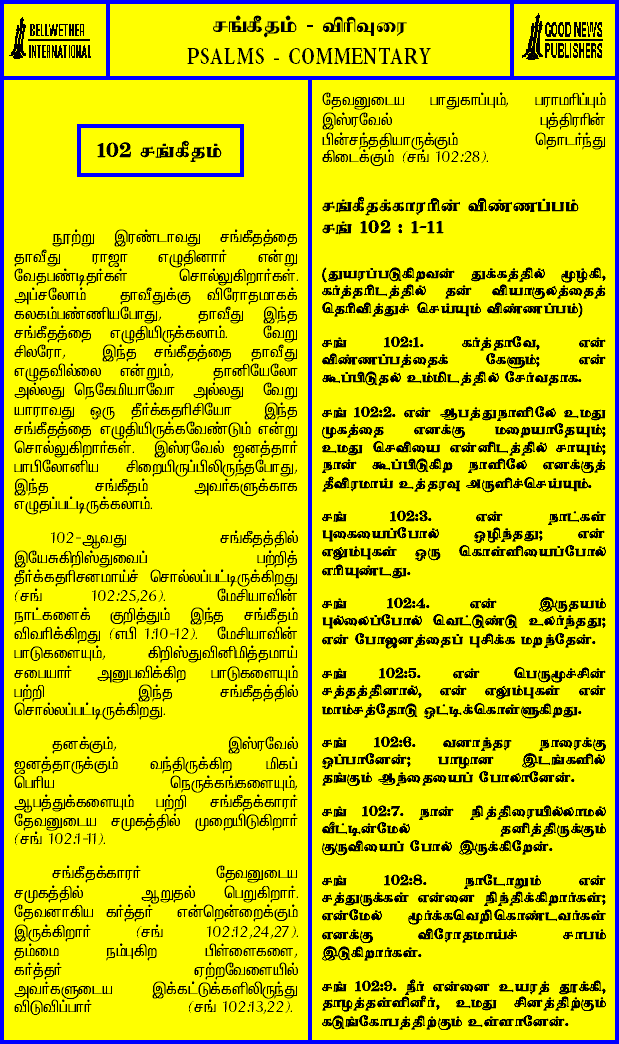 BELLWETHER
INTERNATIONAL
சங்கீதம் - விரிவுரை
PSALMS - COMMENTARY
GOOD NEWS
PUBLISHERS
102 சங்கீதம்
நூற்று இரண்டாவது சங்கீதத்தை
தாவீது ராஜா எழுதினார் என்று
வேதபண்டிதர்கள் சொல்லுகிறார்கள்.
அப்சலோம் தாவீதுக்கு விரோதமாகக்
கலகம்பண்ணியபோது, தாவீது இந்த
சங்கீதத்தை எழுதியிருக்கலாம். வேறு
சிலரோ, இந்த சங்கீதத்தை தாவீது
எழுதவில்லை என்றும், தானியேலோ
அல்லது நெகேமியாவோ அல்லது வேறு
யாராவது ஒரு தீர்க்கதரிசியோ இந்த
சங்கீதத்தை எழுதியிருக்கவேண்டும் என்று
சொல்லுகிறார்கள். இஸ்ரவேல் ஜனத்தார்
பாபிலோனிய சிறையிருப்பிலிருந்தபோது,
இந்த சங்கீதம் அவர்களுக்காக
எழுதப்பட்டிருக்கலாம்.
102-ஆவது சங்கீதத்தில்
இயேசுகிறிஸ்துவைப் பற்றித்
தீர்க்கதரிசனமாய்ச் சொல்லப்பட்டிருக்கிறது
(சங் 102:25,26). மேசியாவின்
நாட்களைக் குறித்தும் இந்த சங்கீதம்
விவரிக்கிறது (எபி 1:10-12). மேசியாவின்
பாடுகளையும், கிறிஸ்துவினிமித்தமாய்
சபையார் அனுபவிக்கிற பாடுகளையும்
பற்றி இந்த சங்கீதத்தில்
சொல்லப்பட்டிருக்கிறது.
தனக்கும், இஸ்ரவேல்
ஜனத்தாருக்கும் வந்திருக்கிற மிகப்
பெரிய நெருக்கங்களையும்,
ஆபத்துக்களையும் பற்றி சங்கீதக்காரர்
தேவனுடைய சமுகத்தில் முறையிடுகிறார்
(சங் 102:1-11).
சங்கீதக்காரர் தேவனுடைய
சமுகத்தில் ஆறுதல் பெறுகிறார்.
தேவனாகிய கர்த்தர் என்றென்றைக்கும்
இருக்கிறார் (சங் 102:12,24,27).
தம்மை நம்புகிற பிள்ளைகளை,
கர்த்தர் ஏற்றவேளையில்
அவர்களுடைய இக்கட்டுக்களிலிருந்து
விடுவிப்பார் (சங் 102:13,22).
தேவனுடைய பாதுகாப்பும், பராமரிப்பும்
இஸ்ரவேல் புத்திரரின்
பின்சந்ததியாருக்கும் தொடர்ந்து
கிடைக்கும் (சங் 102:28).
சங்கீதக்காரரின் விண்ணப்பம்
சங் 102 : 1-11
(துயரப்படுகிறவன் துக்கத்தில் மூழ்கி,
கர்த்தரிடத்தில் தன் வியாகுலத்தைத்
தெரிவித்துச் செய்யும் விண்ணப்பம்)
சங் 102:1. கர்த்தாவே, என்
விண்ணப்பத்தைக் கேளும்; என்
கூப்பிடுதல் உம்மிடத்தில் சேர்வதாக.
சங் 102:2. என் ஆபத்துநாளிலே உமது
முகத்தை எனக்கு மறையாதேயும்;
உமது செவியை என்னிடத்தில் சாயும்;
நான் கூப்பிடுகிற நாளிலே எனக்குத்
தீவிரமாய் உத்தரவு அருளிச்செய்யும்.
சங் 102:3. என் நாட்கள்
புகையைப்போல் ஒழிந்தது; என்
எலும்புகள் ஒரு கொள்ளியைப்போல்
எரியுண்டது.
சங் 102:4. என் இருதயம்
புல்லைப்போல் வெட்டுண்டு உலர்ந்தது;
என் போஜனத்தைப் புசிக்க மறந்தேன்.
சங் 102:5. என் பெருமூச்சின்
சத்தத்தினால், என் எலும்புகள் என்
மாம்சத்தோடு ஒட்டிக்கொள்ளுகிறது.
சங் 102:6. வனாந்தர நாரைக்கு
ஒப்பானேன்; பாழான இடங்களில்
தங்கும் ஆந்தையைப் போலானேன்.
சங் 102:7. நான் நித்திரையில்லாமல்
வீட்டின்மேல் தனித்திருக்கும்
குருவியைப் போல் இருக்கிறேன்.
சங் 102:8. நாடோறும் என்
சத்துருக்கள் என்னை நிந்திக்கிறார்கள்;
என்மேல் மூர்க்கவெறிகொண்டவர்கள்
எனக்கு விரோதமாய்ச் சாபம்
இடுகிறார்கள்.
சங் 102:9. நீர் என்னை உயரத் தூக்கி,
தாழத்தள்ளினீர், உமது சினத்திற்கும்
கடுங்கோபத்திற்கும் உள்ளானேன்.